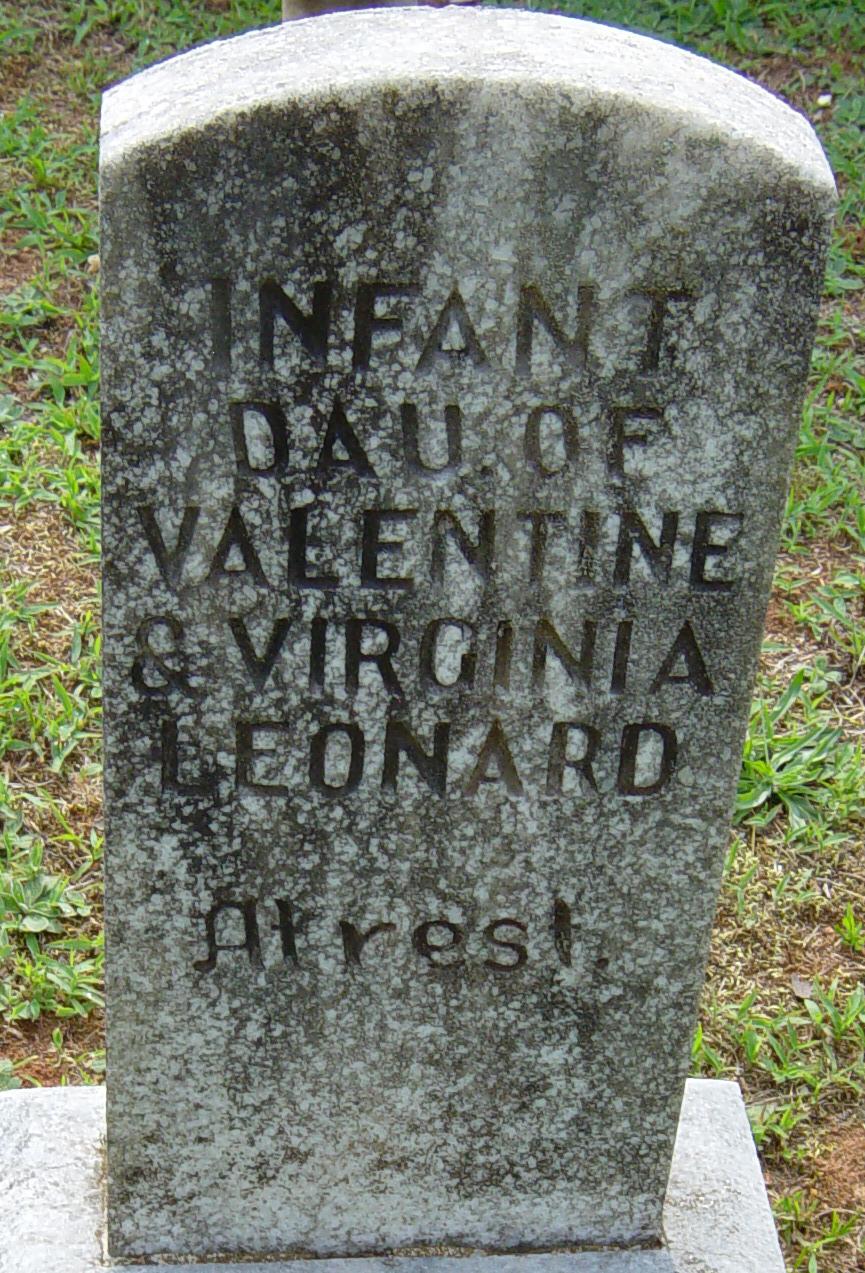 INFANT
DAU. OF
VALENTINE
& VIRGINIA
LEONARD
At rest.